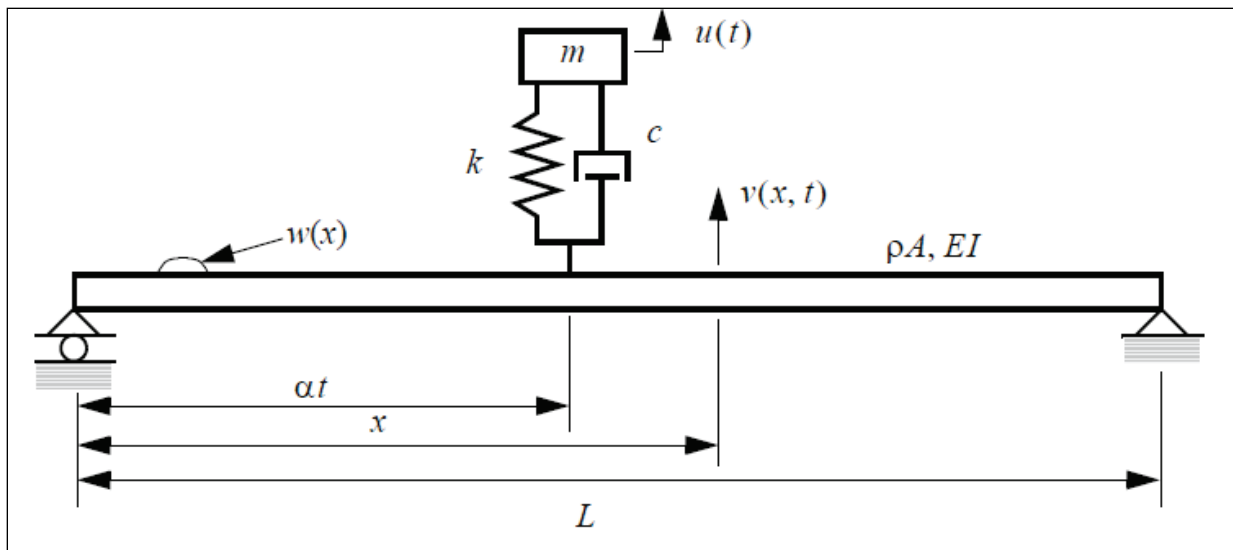 m
u(t)
c
k
v(x, t)
w(x)
ρA, EI
αt
x
L